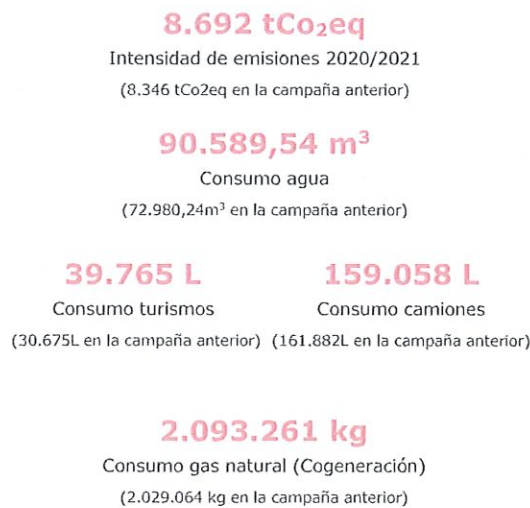 8.692 tCo₂eq
Intensidad de emisiones 2020/2021
(8.346 tCo2eq en la campaña anterior)
90.589,54 m³
Consumo agua
(72.980,24m³ en la campaña anterior)
39.765 L 159.058 L
Consumo turismos Consumo camiones
(30.675L en la campaña anterior) (161.882L en la campaña anterior)
2.093.261 kg
Consumo gas natural (Cogeneración)
(2.029.064 kg en la campaña anterior)